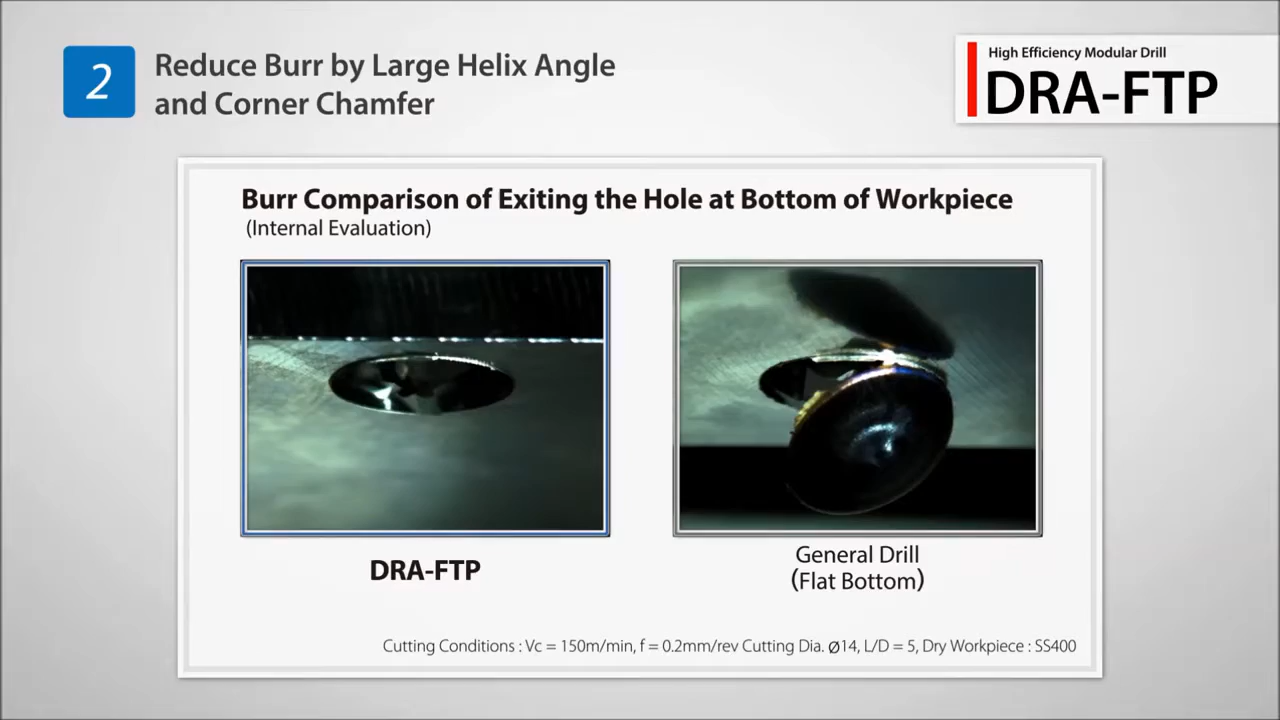 2
Reduce Burr by Large Helix Angle
and Corner Chamfer
High Efficiency Modular Drill
DRA-FTP
Burr Comparison of Exiting the Hole at Bottom of Workpiece
(Internal Evaluation)
DRA-FTP
General Drill
(Flat Bottom)
Cutting Conditions : Vc = 150m/min, f = 0.2mm/rev Cutting Dia. Ø14, L/D = 5, Dry Workpiece : SS400